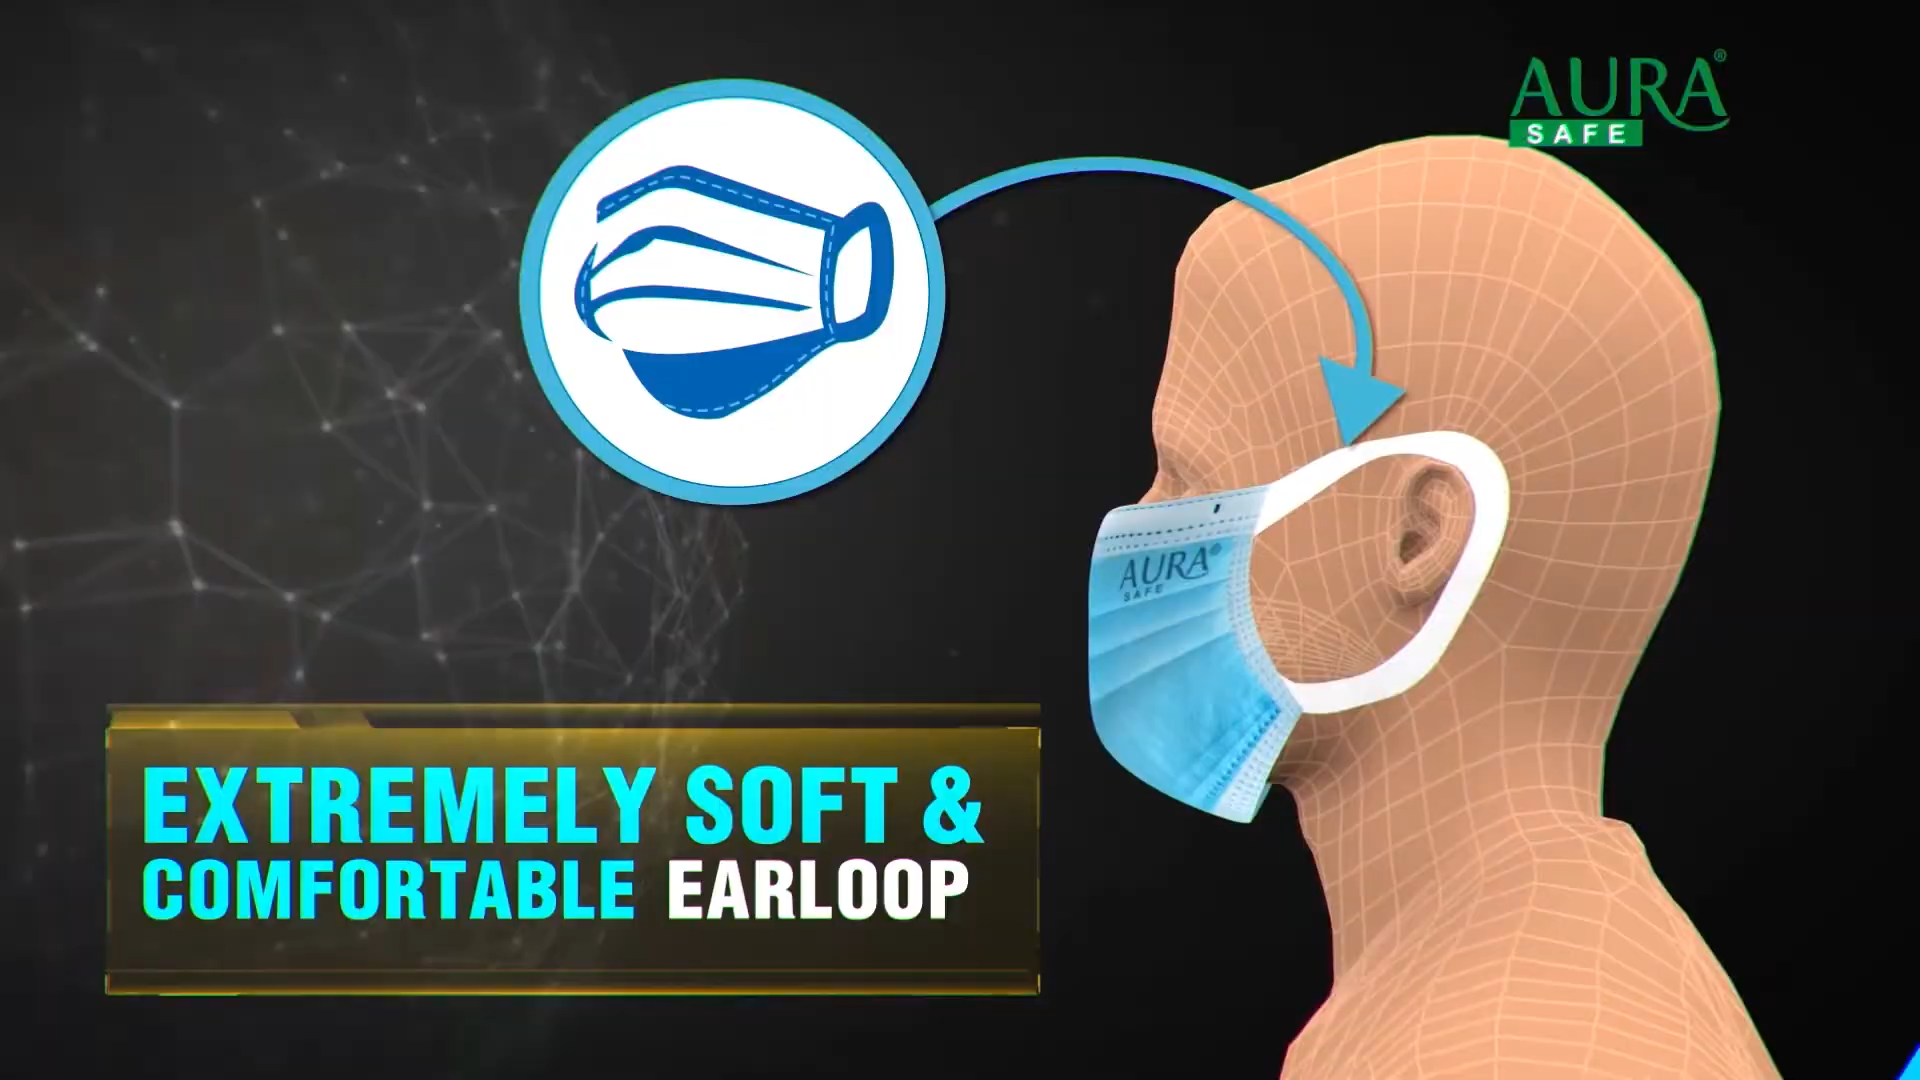 AURA®
SAFE
AURA®
SAFE
EXTREMELY SOFT &
COMFORTABLE EARLOOP